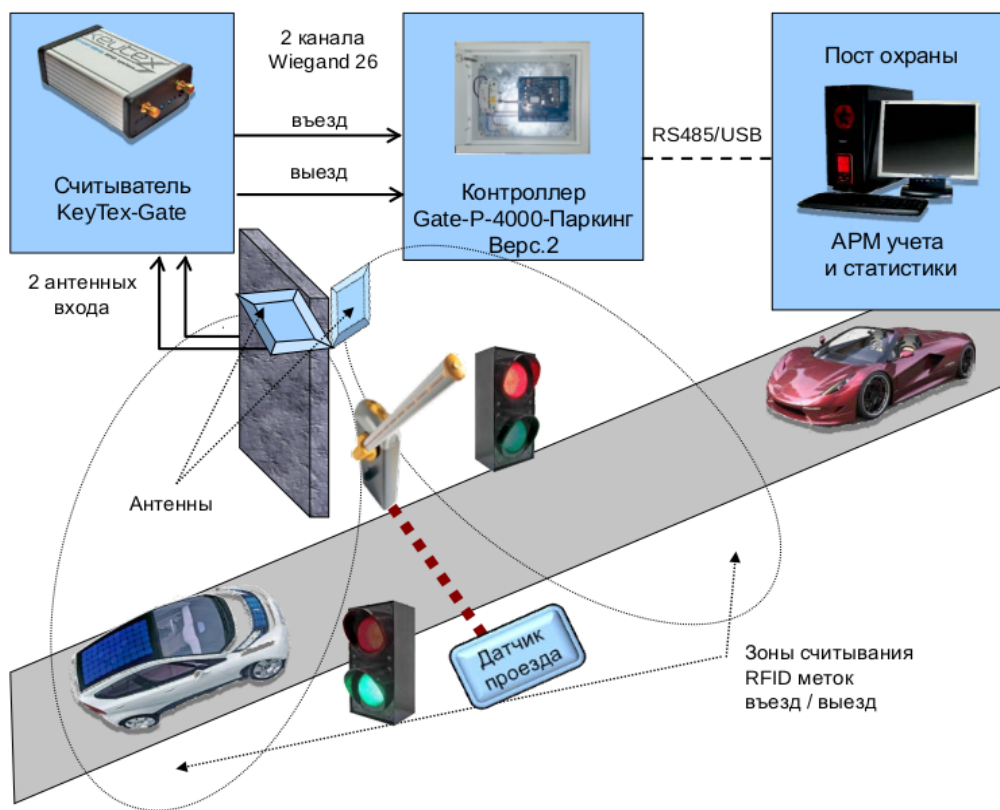 keytex
2 канала
Wiegand 26
въезд
выезд
Считыватель
KeyTex-Gate
Контроллер
Gate-P-4000-Паркинг
Верс.2
RS485/USB
Пост охраны
АРМ учета
и статистики
2 антенных
входа
Антенны
Датчик
проезда
Зоны считывания
RFID меток
въезд / выезд